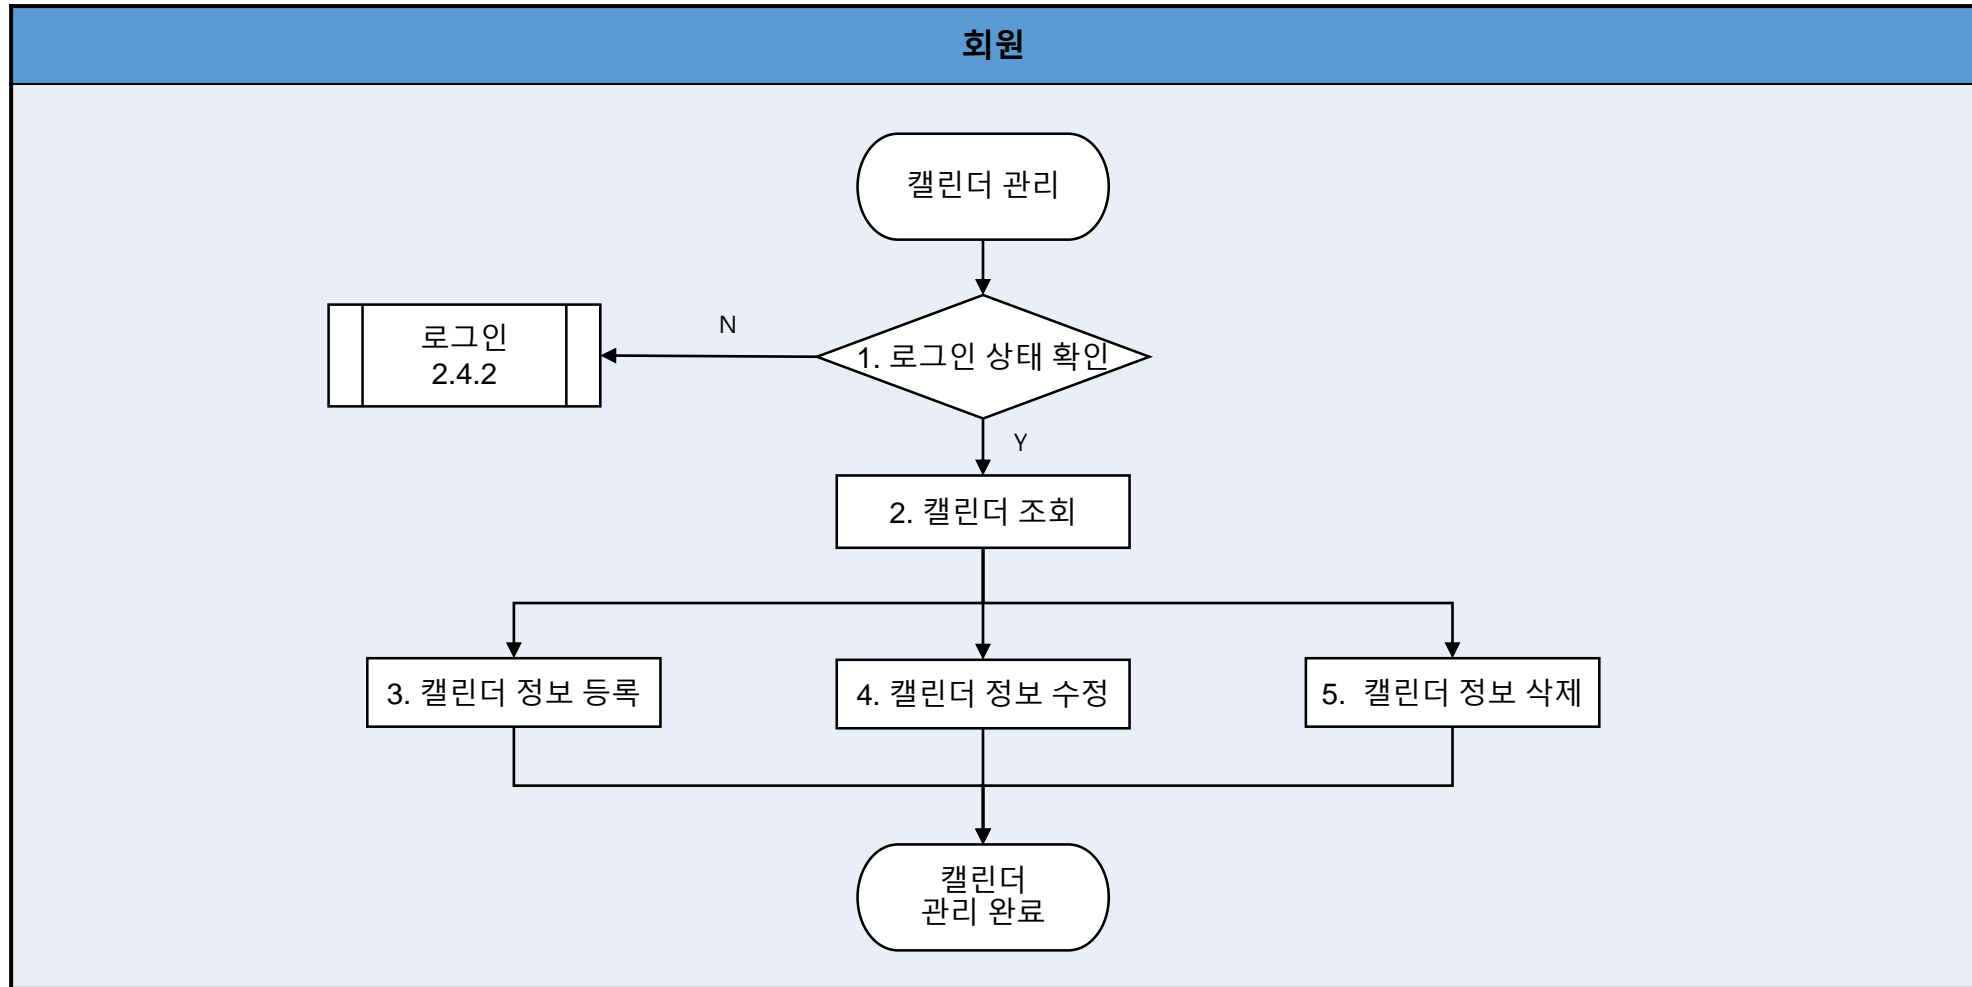 회원
캘린더 관리
N
로그인
2.4.2
1. 로그인 상태 확인
Y
2. 캘린더 조회
3. 캘린더 정보 등록
4. 캘린더 정보 수정
5.  캘린더 정보 삭제
캘린더
관리 완료